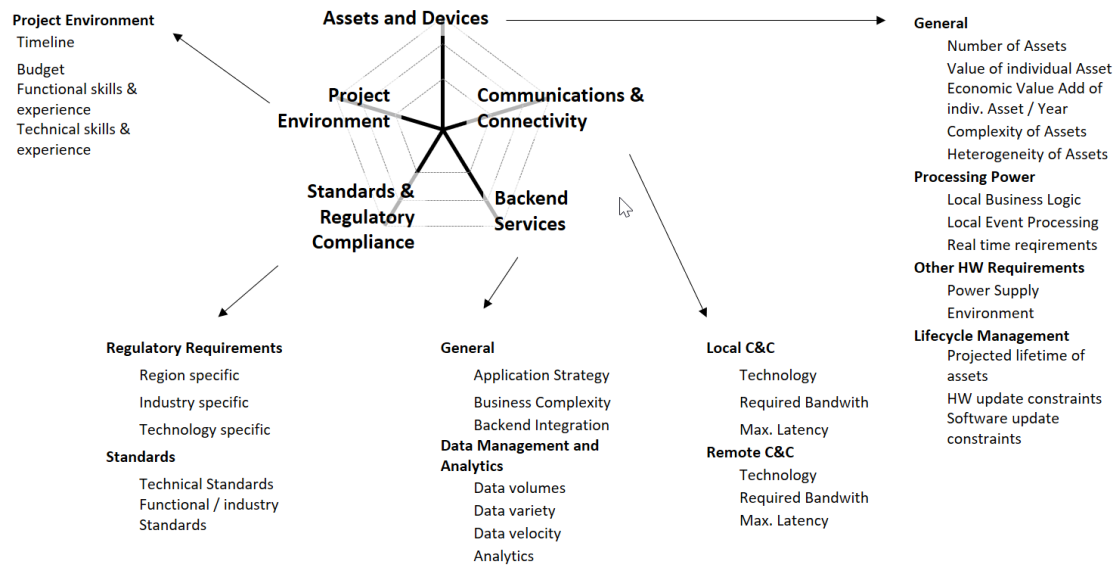 Project Environment
Timeline
Budget
Functional skills &
experience
Technical skills &
experience
Assets and Devices
Project
Environment
Communications &
Connectivity
Standards &
Regulatory
Compliance
Backend
Services
General
Number of Assets
Value of individual Asset
Economic Value Add of
indiv. Asset / Year
Complexity of Assets
Heterogeneity of Assets
Processing Power
Local Business Logic
Local Event Processing
Real time reqirements
Other HW Requirements
Power Supply
Environment
Lifecycle Management
Projected lifetime of
assets
HW update constraints
Software update
constraints
Regulatory Requirements
Region specific
Industry specific
Technology specific
Standards
Technical Standards
Functional / industry
Standards
General
Application Strategy
Business Complexity
Backend Integration
Data Management and
Analytics
Data volumes
Data variety
Data velocity
Analytics
Local C&C
Technology
Required Bandwith
Max. Latency
Remote C&C
Technology
Required Bandwith
Max. Latency